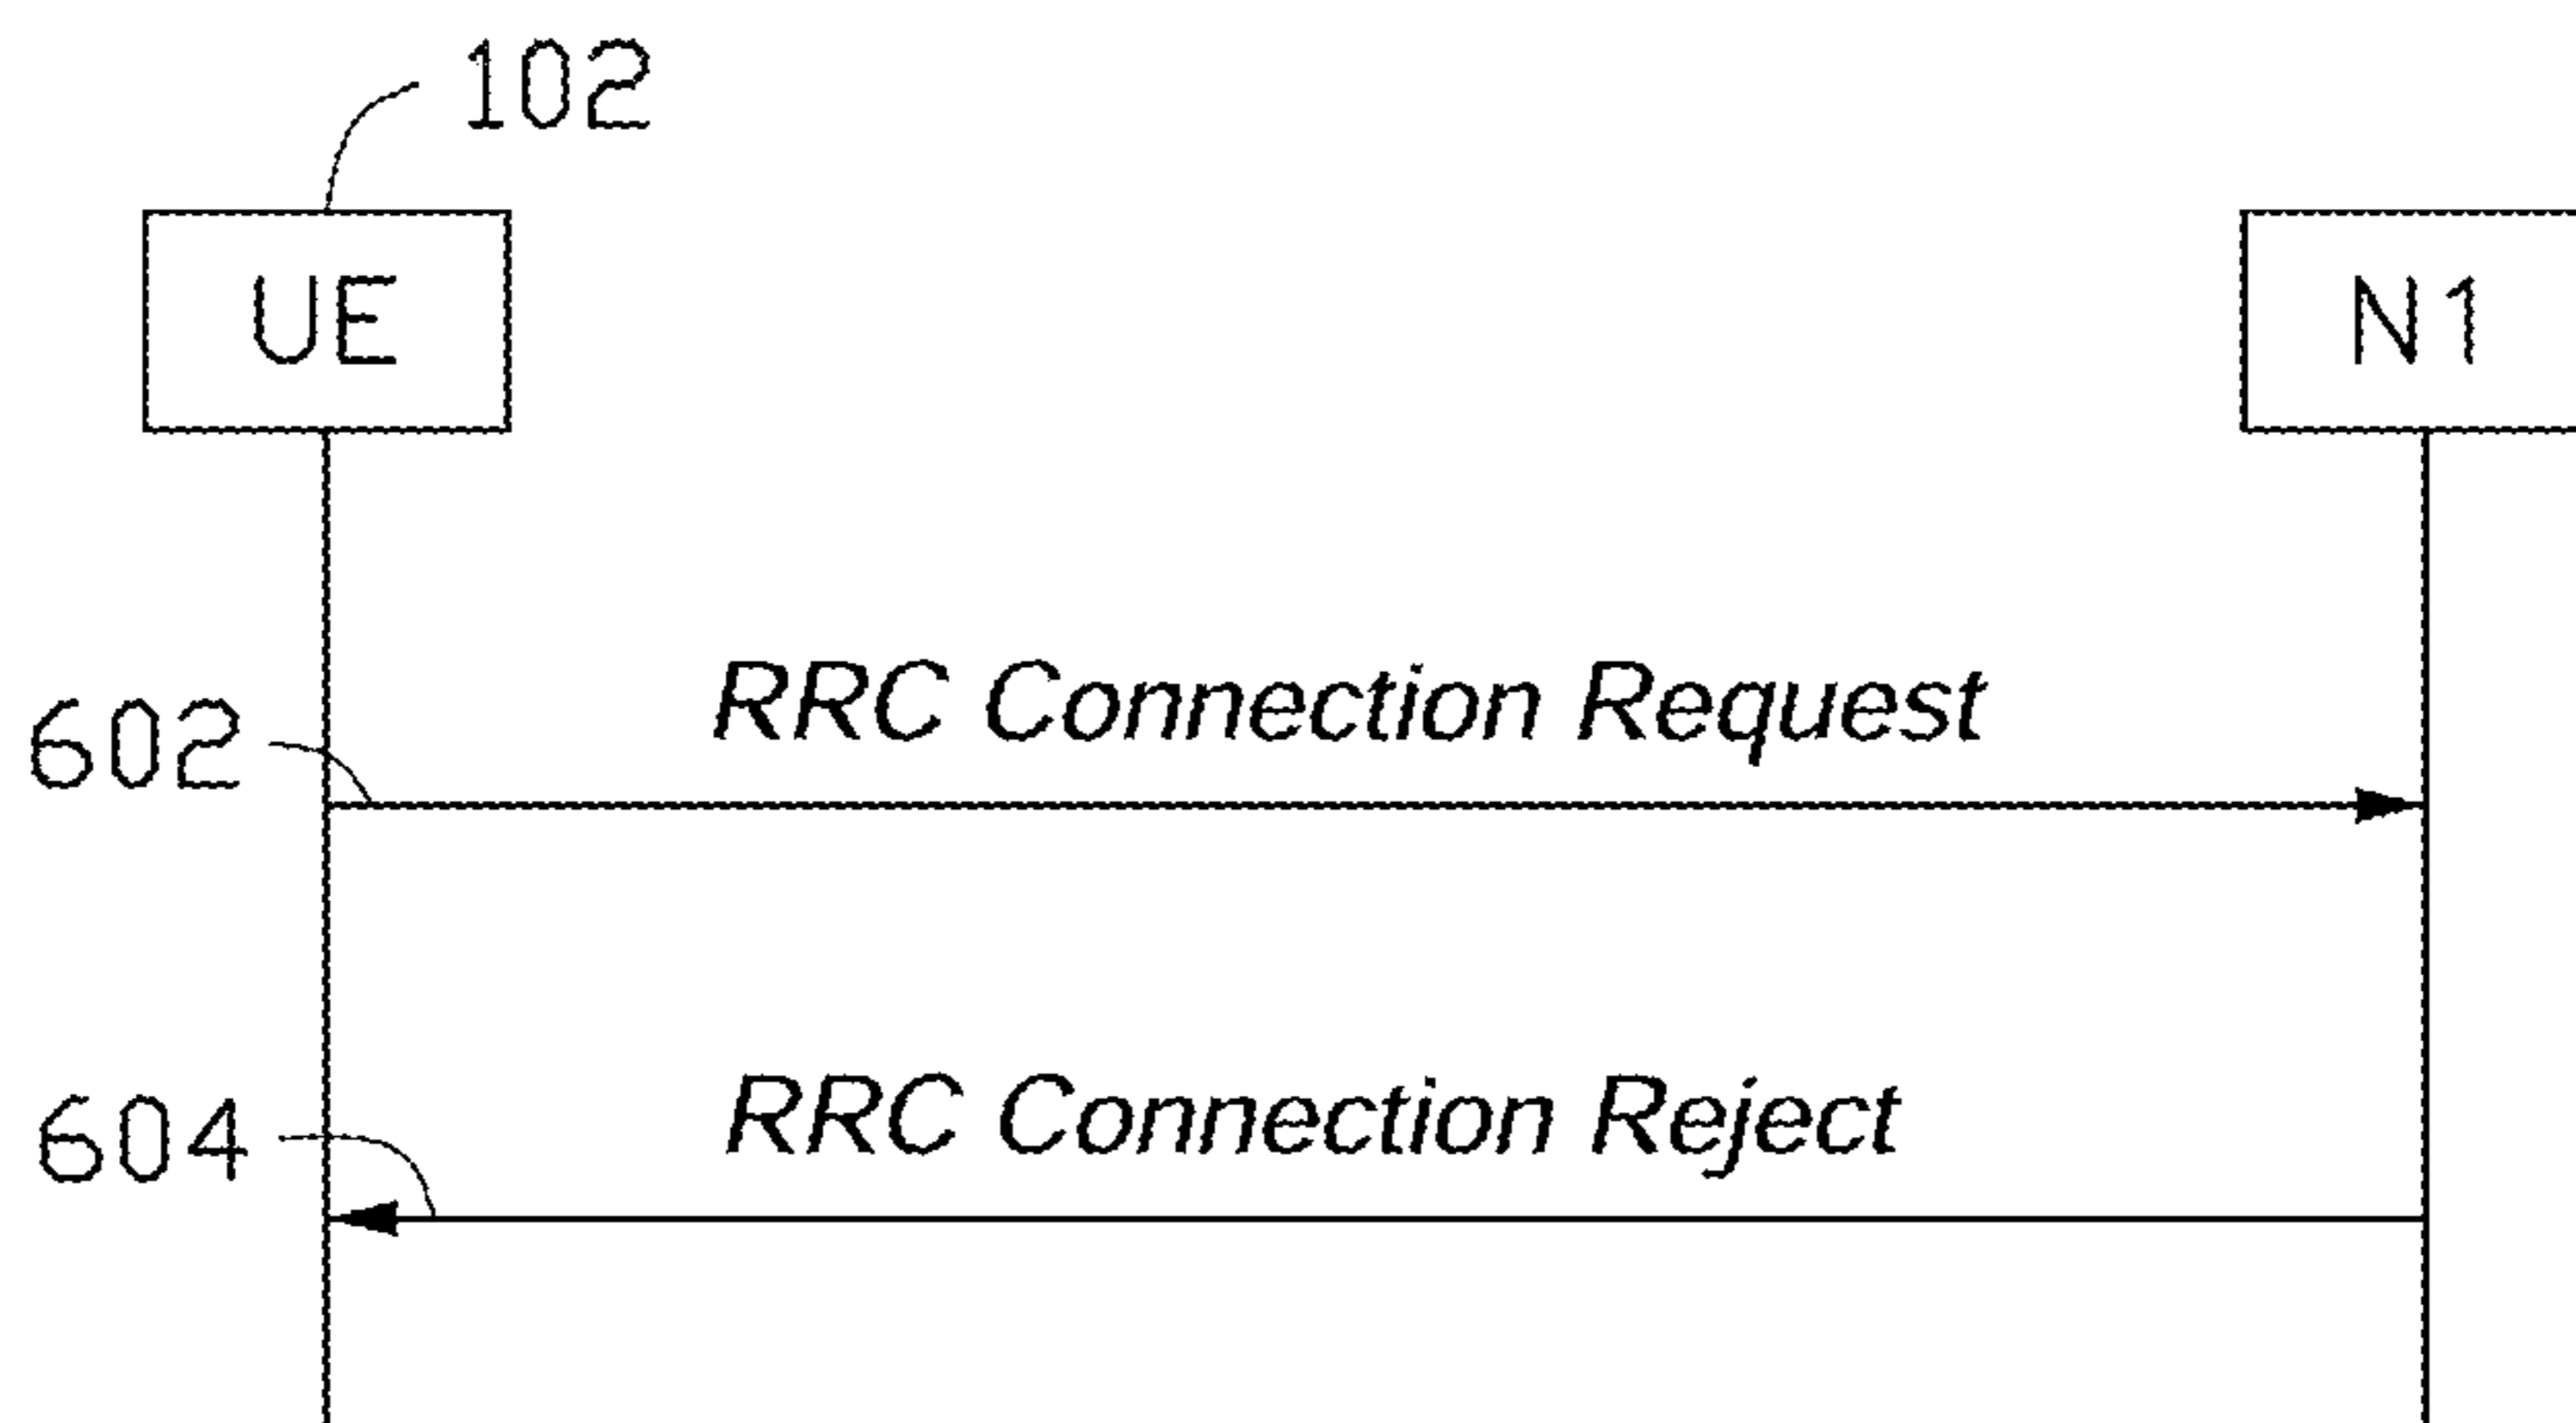 102
UE
N1
RRC Connection Request
602
RRC Connection Reject
604